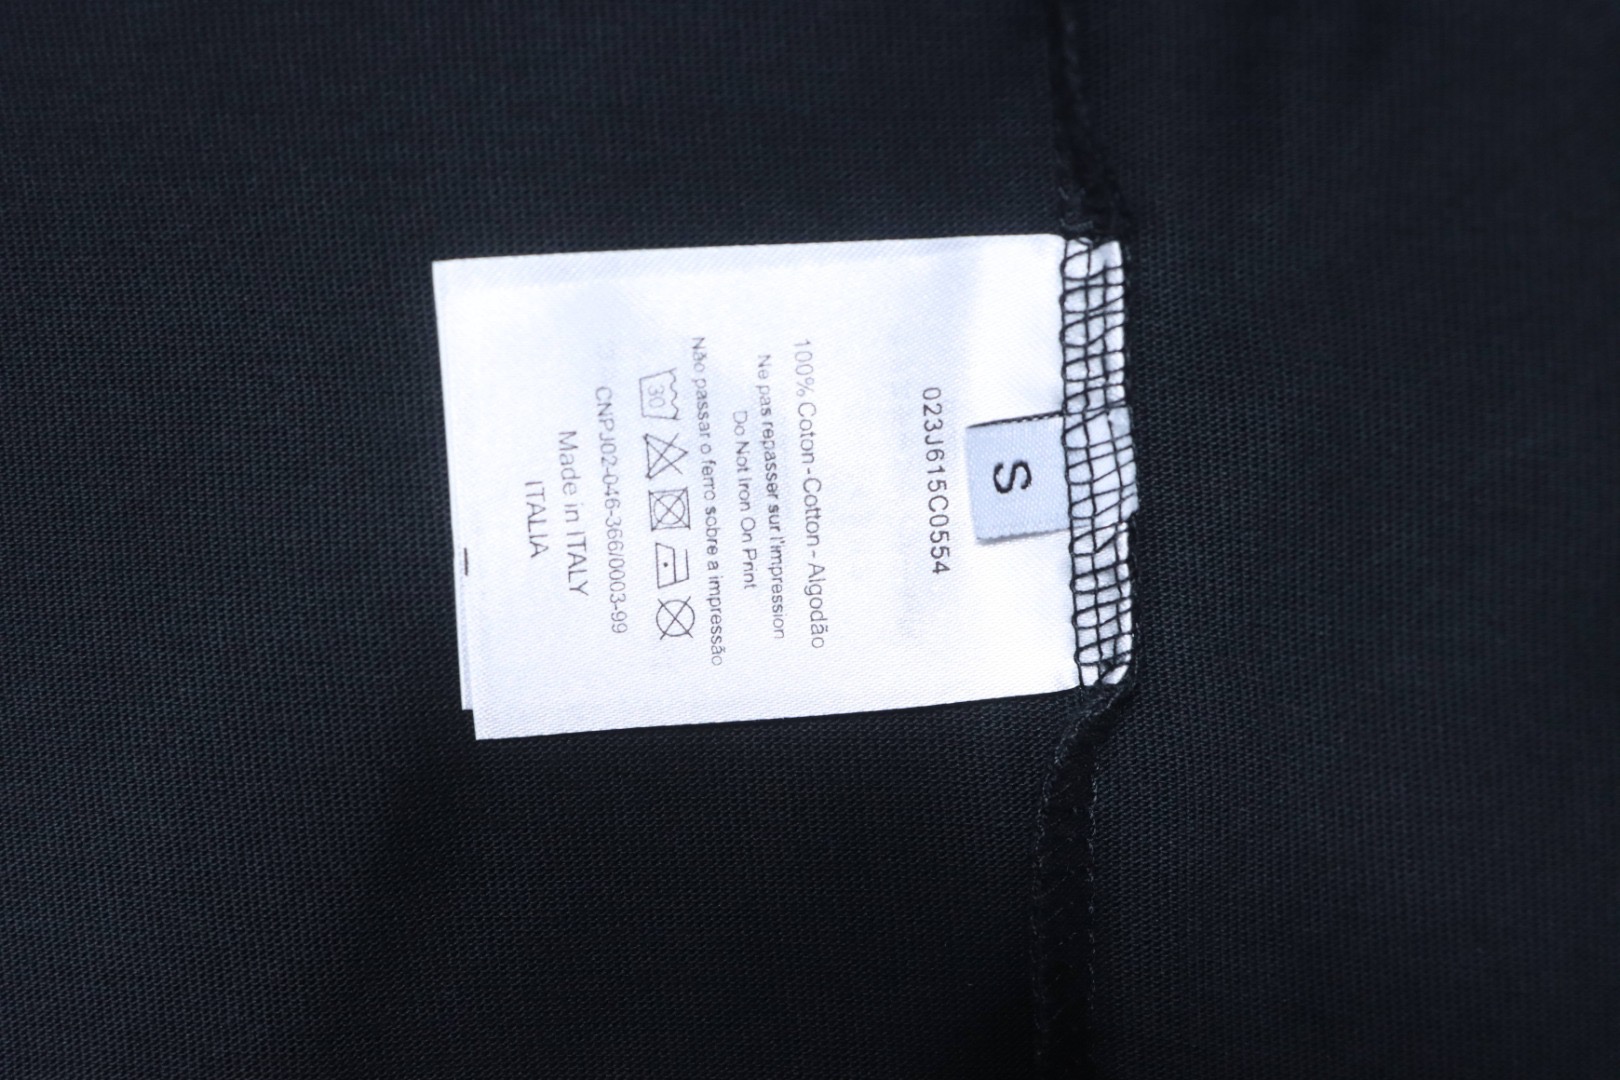 S
023J615C0554
100% Coton-Cotton-Algodão
Ne pas repasser sur l'impression
Do Not Iron On Print
Não passar o ferro sobre a impressão
30
CNPJ02-046-366/0003-99
Made in ITALY
ITALIA